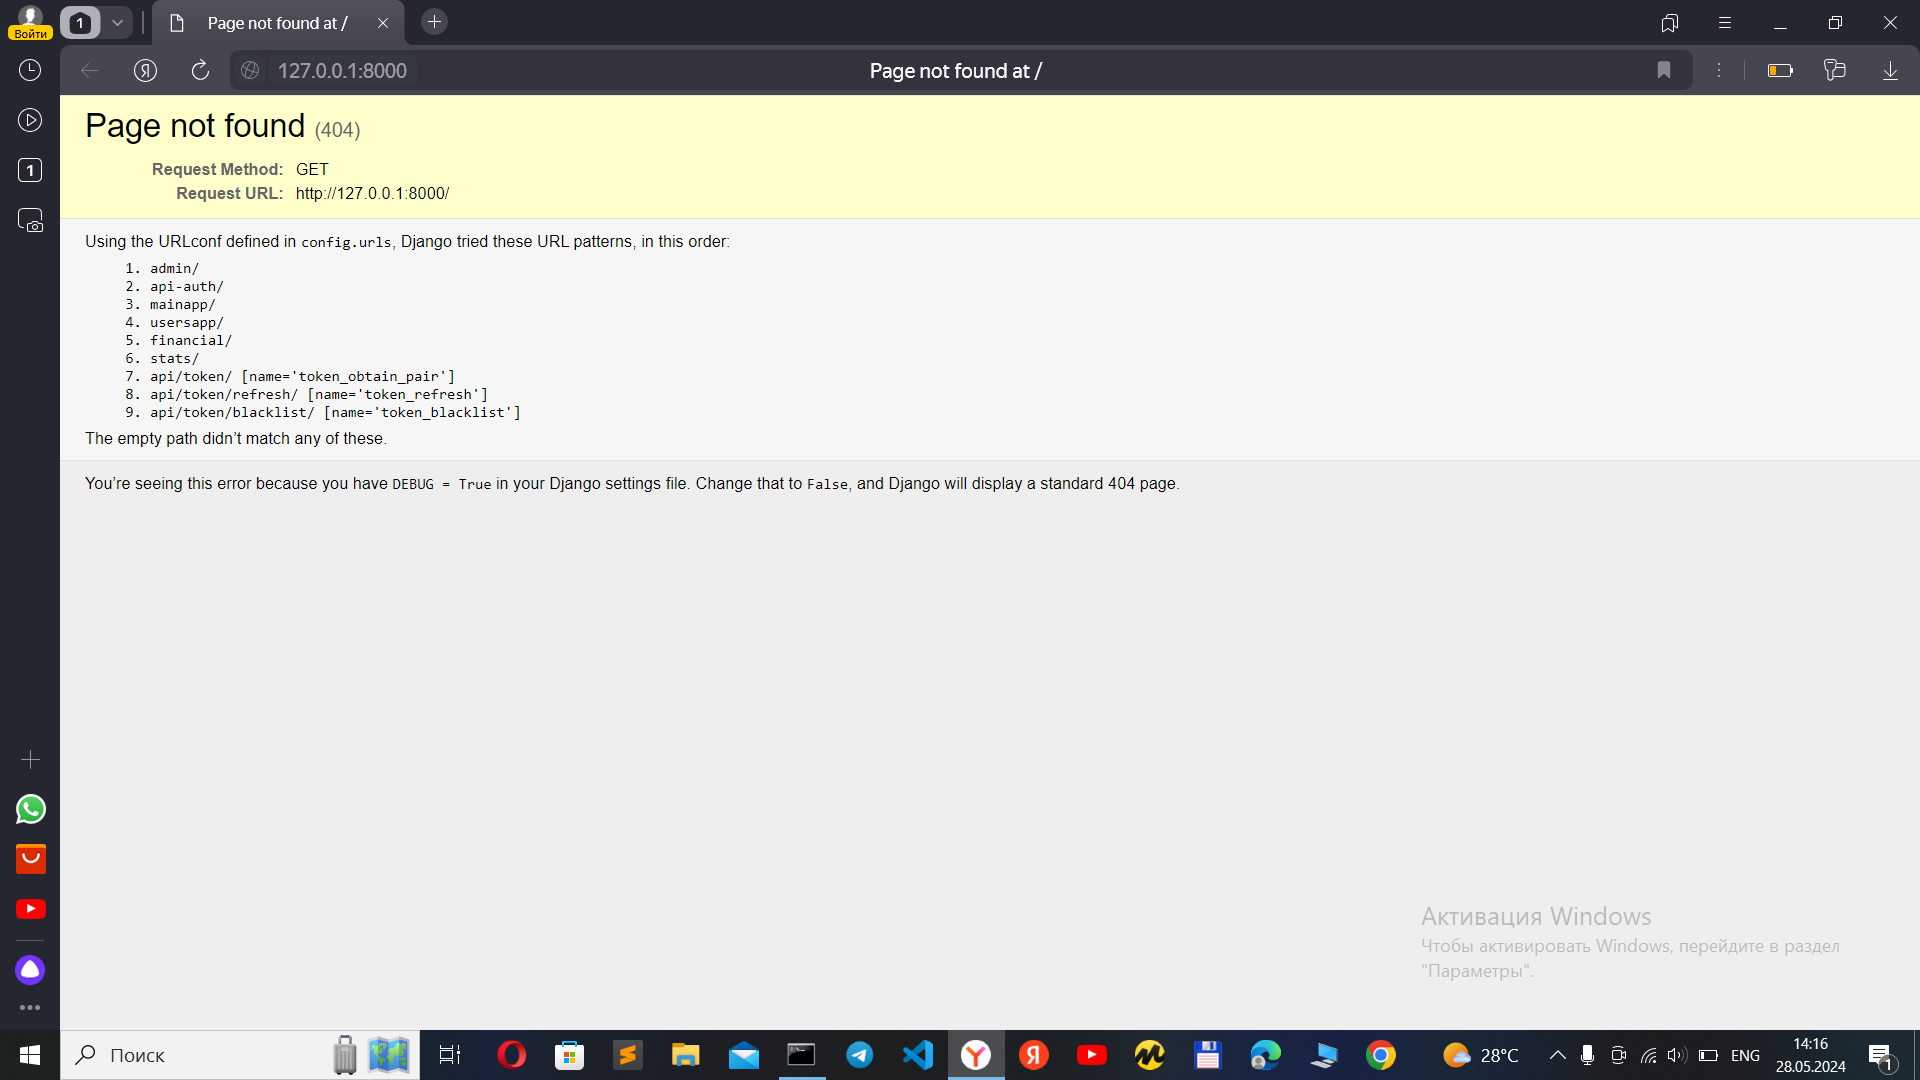 Войти
1
Page not found at /
127.0.0.1:8000
Page not found at /
1
Page not found (404)
Request Method: GET
Request URL: http://127.0.0.1:8000/
Using the URLconf defined in config.urls, Django tried these URL patterns, in this order:
1. admin/
2. api-auth/
3. mainapp/
4. usersapp/
5. financial/
6. stats/
7. api/token/ [name='token_obtain_pair']
8. api/token/refresh/ [name='token_refresh']
9. api/token/blacklist/ [name='token_blacklist']
The empty path didn’t match any of these.
You’re seeing this error because you have DEBUG = True in your Django settings file. Change that to False, and Django will display a standard 404 page.
Активация Windows
Чтобы активировать Windows, перейдите в раздел
"Параметры".
Поиск
28°C
ENG
14:16
28.05.2024
1